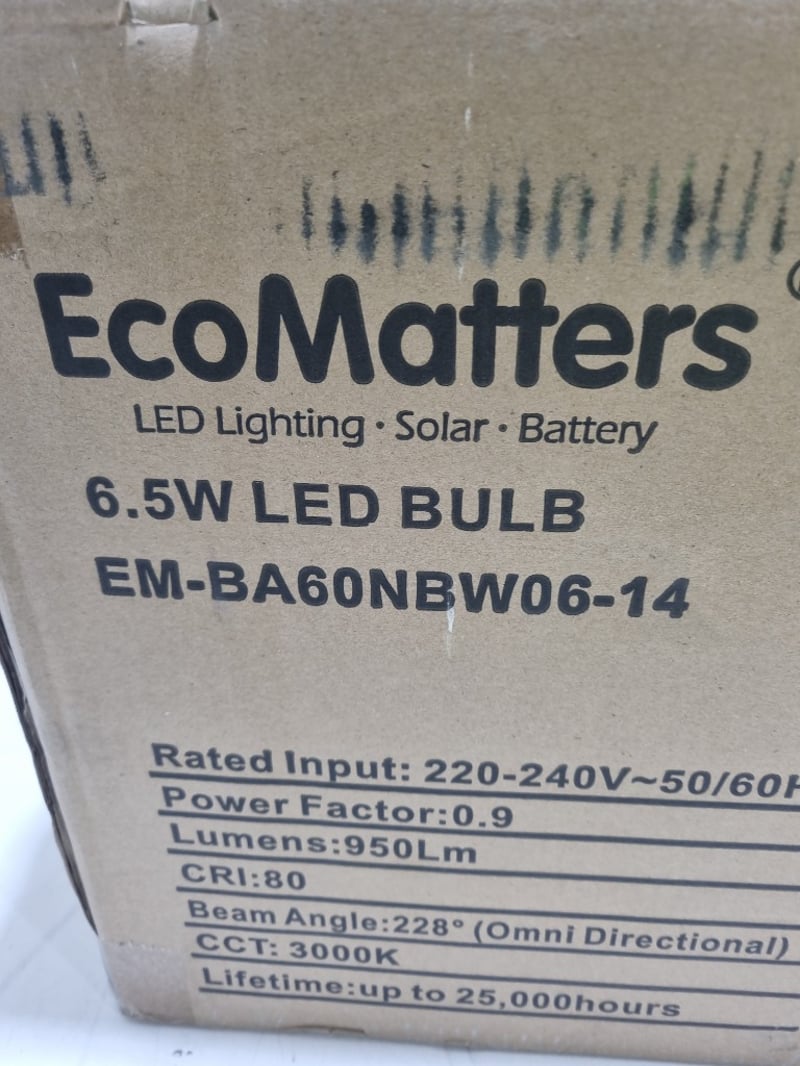 EcoMatters
LED Lighting · Solar · Battery
6.5W LED BULB
EM-BA60NBW06-14
Rated Input: 220-240V~50/60H
Power Factor:0.9
Lumens:950Lm
CRI:80
Beam Angle:228° (Omni Directional)
CCT: 3000K
Lifetime:up to 25,000hours